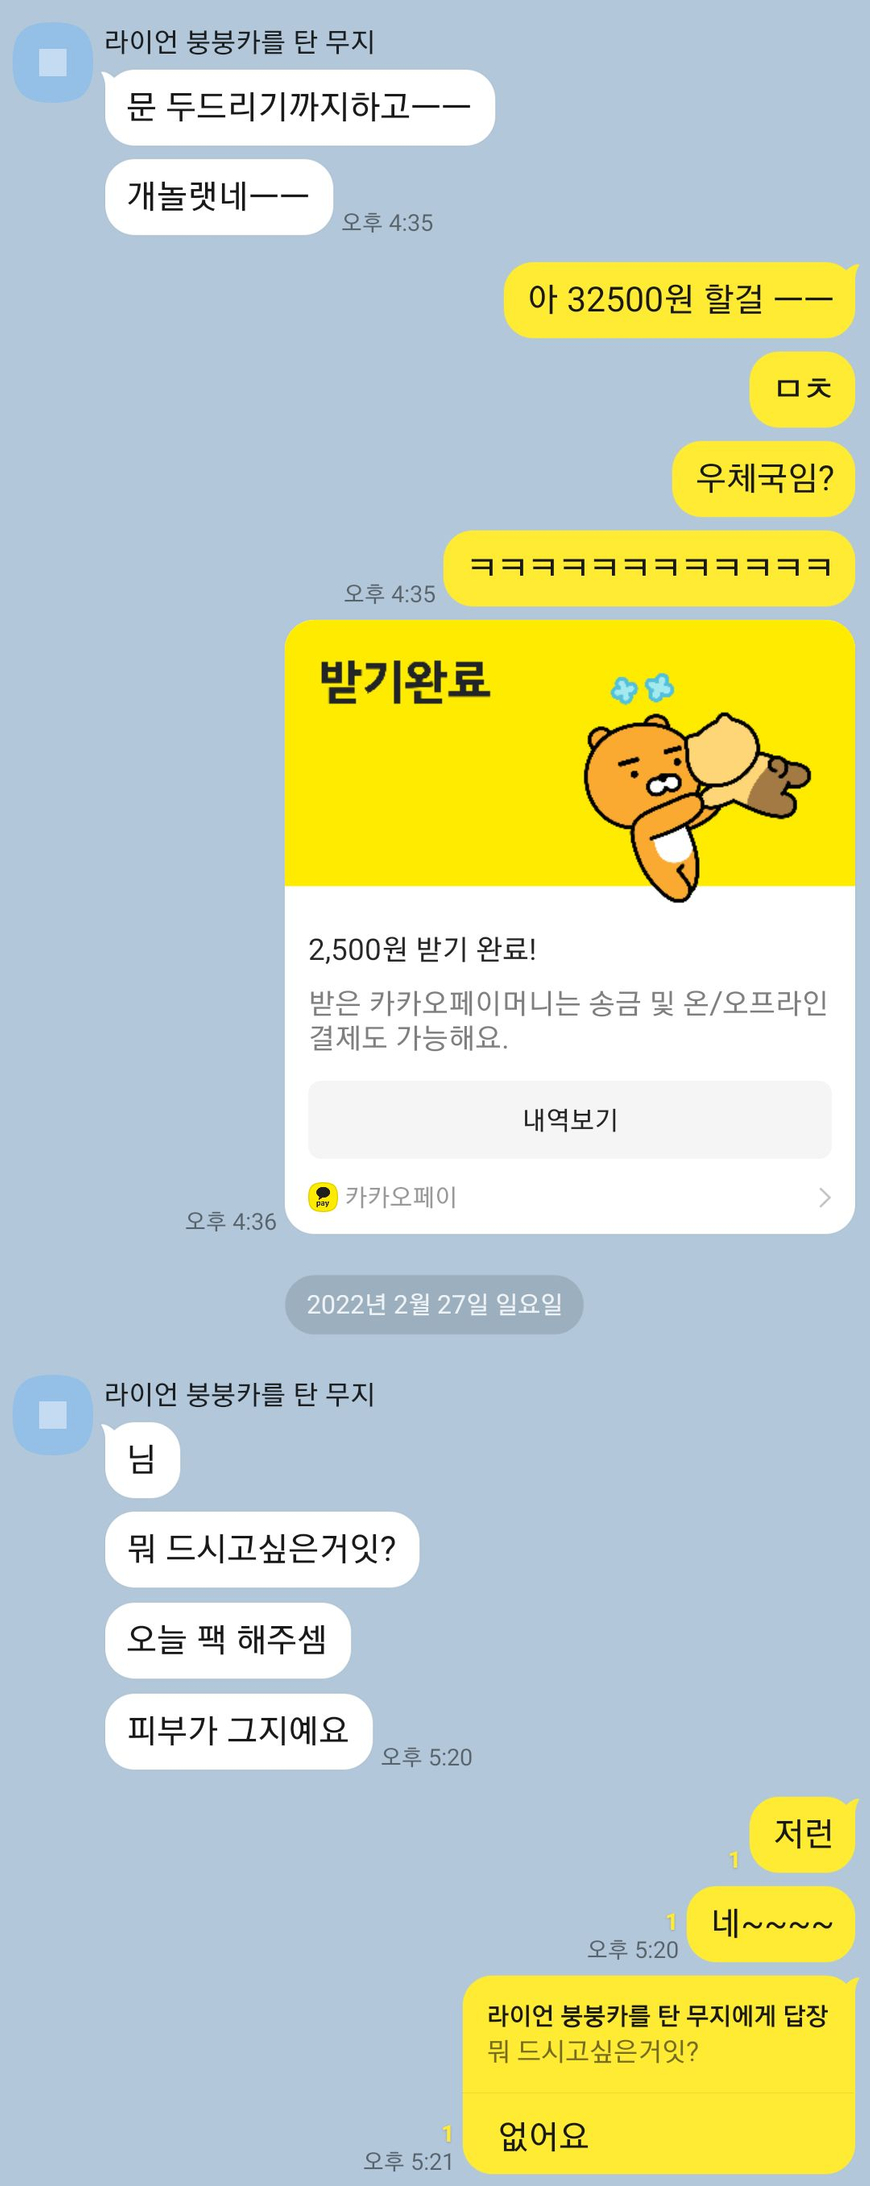 라이언 붕붕카를 탄 무지
문 두드리기까지하고ㅡㅡ
개놀랫네ㅡㅡ
오후 4:35
아 32500원 할걸 ㅡㅡ
ㅁㅊ
우체국임?
ㅋㅋㅋㅋㅋㅋㅋㅋㅋㅋㅋㅋ
오후 4:35
받기완료
2,500원 받기 완료!
받은 카카오페이머니는 송금 및 온/오프라인
결제도 가능해요.
내역보기
pay 카카오페이
오후 4:36
2022년 2월 27일 일요일
라이언 붕붕카를 탄 무지
님
뭐 드시고싶은거잇?
오늘 팩 해주셈
피부가 그지예요
오후 5:20
저런
1
네~~~~
1
오후 5:20
라이언 붕붕카를 탄 무지에게 답장
뭐 드시고싶은거잇?
없어요
1
오후 5:21